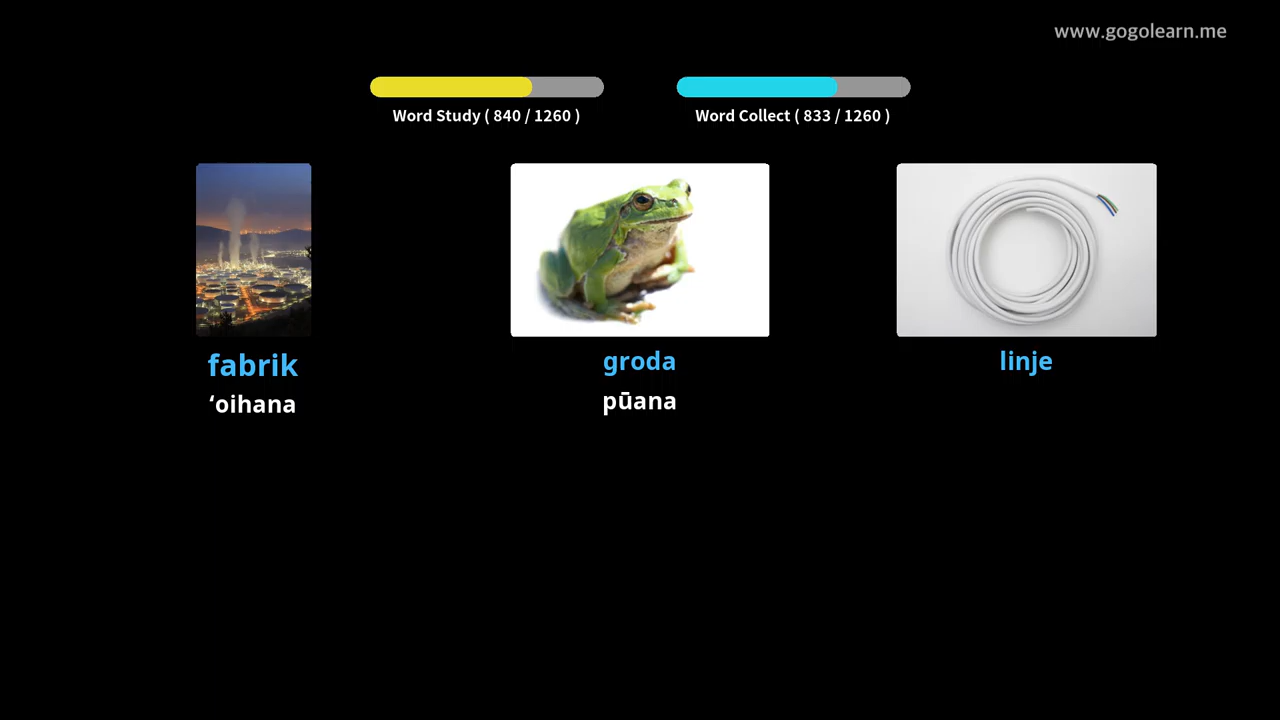 www.gogolearn.me
Word Study ( 840 / 1260 )
Word Collect ( 833 / 1260 )
fabrik
ʻoihana
groda
pūana
linje